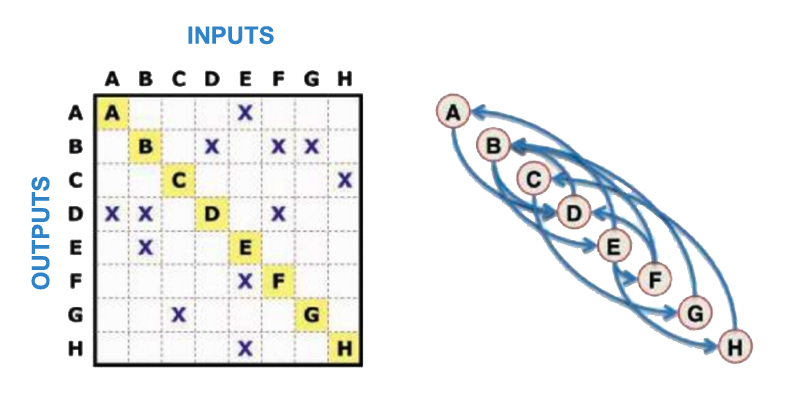 INPUTS
A B C D E F G H
A A X
B B X X X
C C X
D X X D X
E X E
F X F
G X G
H X H
OUTPUTS
A
B
C
D
E
F
G
H